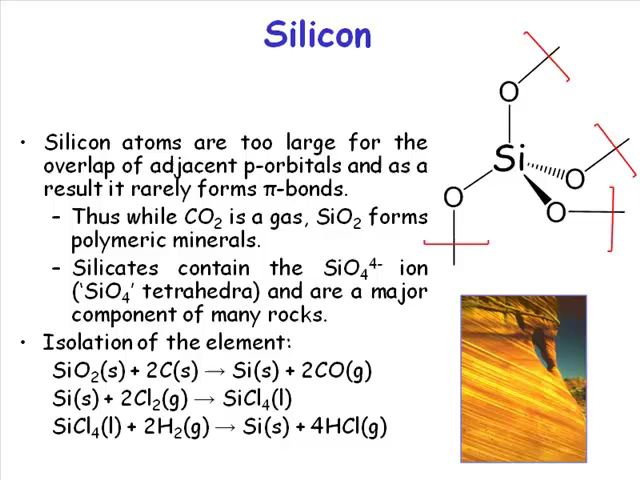 Silicon
• Silicon atoms are too large for the
overlap of adjacent p-orbitals and as a
result it rarely forms π-bonds.
– Thus while CO₂ is a gas, SiO₂ forms
polymeric minerals.
– Silicates contain the SiO₄⁴⁻ ion
(‘SiO₄’ tetrahedra) and are a major
component of many rocks.
• Isolation of the element:
SiO₂(s) + 2C(s) → Si(s) + 2CO(g)
Si(s) + 2Cl₂(g) → SiCl₄(l)
SiCl₄(l) + 2H₂(g) → Si(s) + 4HCl(g)
O
Si
O
O
O